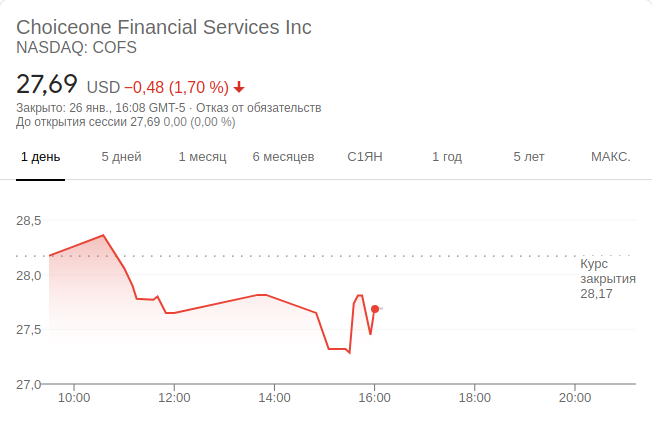 Choiceone Financial Services Inc
NASDAQ: COFS
27,69 USD −0,48 (1,70 %)
Закрыто: 26 янв., 16:08 GMT-5 · Отказ от обязательств
До открытия сессии 27,69 0,00 (0,00 %)
1 день 5 дней 1 месяц 6 месяцев С1ЯН 1 год 5 лет МАКС.
28,5
Курс
закрытия
28,17
28,0
27,5
27,0
10:00 12:00 14:00 16:00 18:00 20:00